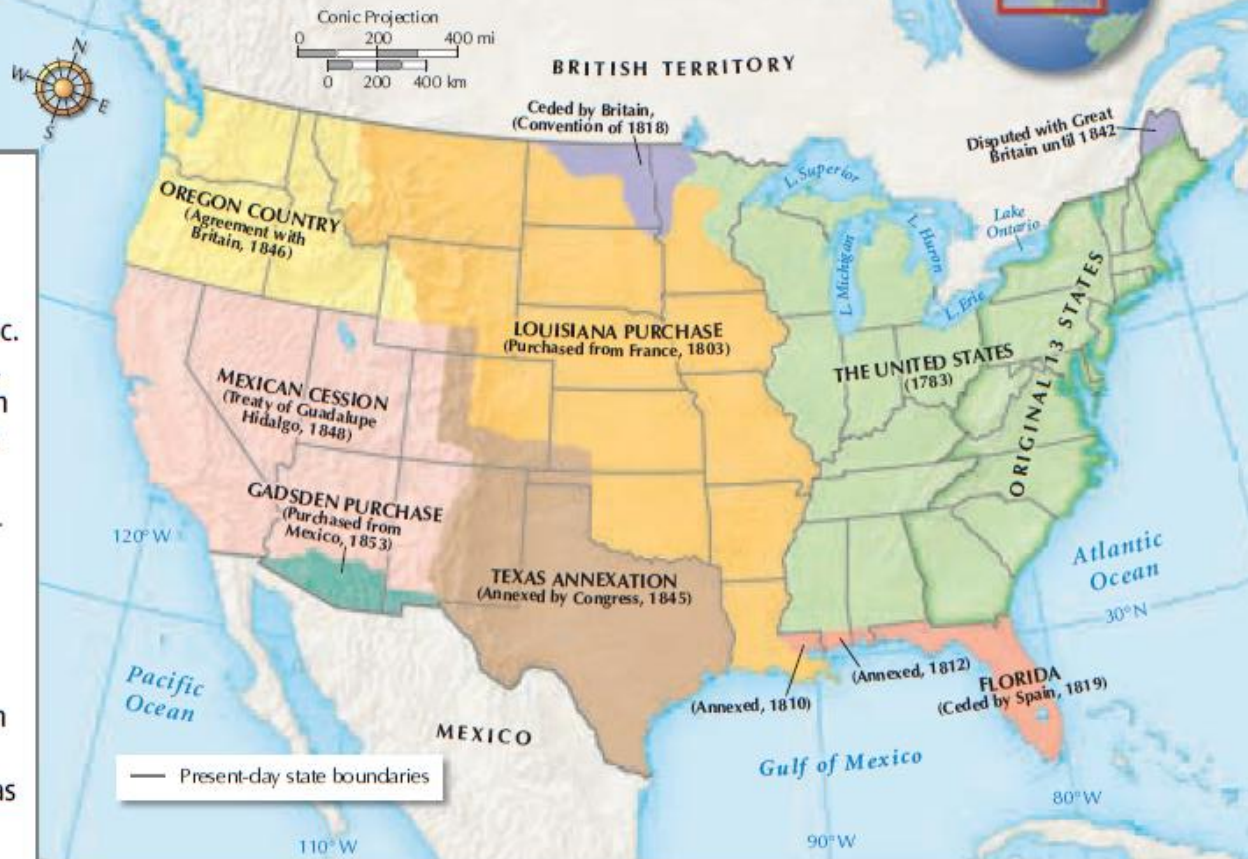 Conic Projection
0 200 400 mi
0 200 400 km
N
W
E
S
BRITISH TERRITORY
Ceded by Britain,
(Convention of 1818)
Disputed with Great
Britain until 1842
L. Superior
Lake
Ontario
L. Huron
L. Michigan
L. Erie
OREGON COUNTRY
(Agreement with
Britain, 1846)
LOUISIANA PURCHASE
(Purchased from France, 1803)
THE UNITED STATES
(1783)
ORIGINAL 13 STATES
MEXICAN CESSION
(Treaty of Guadalupe
Hidalgo, 1848)
GADSDEN PURCHASE
(Purchased from
Mexico, 1853)
TEXAS ANNEXATION
(Annexed by Congress, 1845)
120°W
Atlantic
Ocean
30°N
(Annexed, 1810)
(Annexed, 1812)
FLORIDA
(Ceded by Spain, 1819)
Pacific
Ocean
MEXICO
Gulf of Mexico
Present-day state boundaries
80°W
110°W
90°W
c.
n
n
as